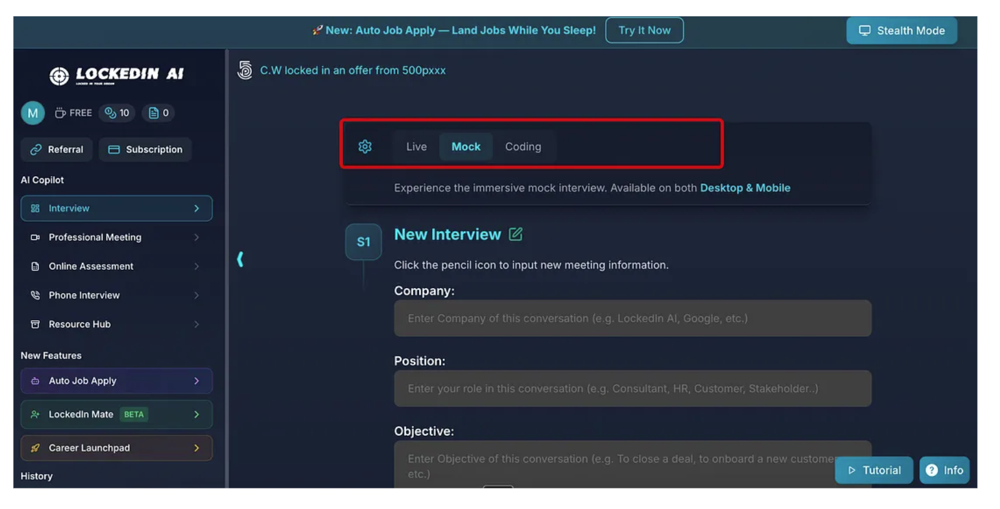 🚀 New: Auto Job Apply — Land Jobs While You Sleep!
Try It Now
Stealth Mode
LOCKEDIN AI
LOCKED IN YOUR DREAM
M
FREE
10
0
Referral
Subscription
AI Copilot
Interview
Professional Meeting
Online Assessment
Phone Interview
Resource Hub
New Features
Auto Job Apply
LockedIn Mate BETA
Career Launchpad
History
C.W locked in an offer from 500pxxx
Live
Mock
Coding
Experience the immersive mock interview. Available on both Desktop & Mobile
S1
New Interview
Click the pencil icon to input new meeting information.
Company:
Enter Company of this conversation (e.g. LockedIn AI, Google, etc.)
Position:
Enter your role in this conversation (e.g. Consultant, HR, Customer, Stakeholder..)
Objective:
Enter Objective of this conversation (e.g. To close a deal, to onboard a new customer
etc.)
Tutorial
Info